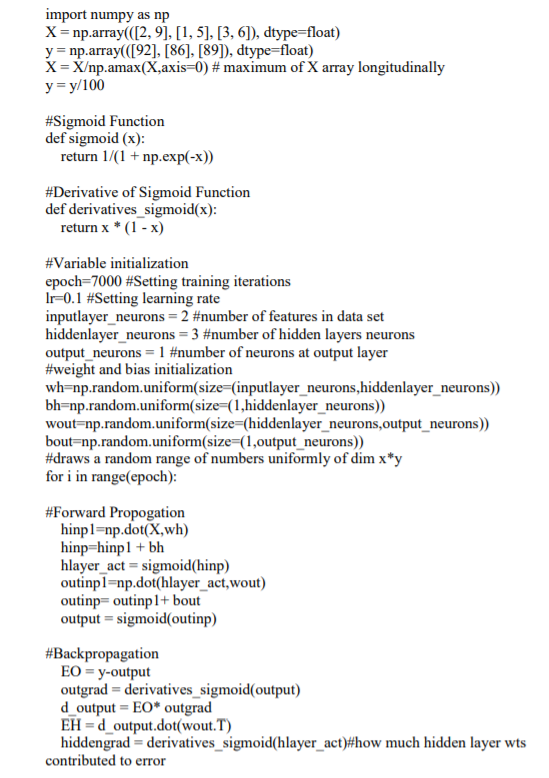 import numpy as np
X = np.array(([2, 9], [1, 5], [3, 6]), dtype=float)
y = np.array(([92], [86], [89]), dtype=float)
X = X/np.amax(X,axis=0) # maximum of X array longitudinally
y = y/100
#Sigmoid Function
def sigmoid (x):
return 1/(1 + np.exp(-x))
#Derivative of Sigmoid Function
def derivatives_sigmoid(x):
return x * (1 - x)
#Variable initialization
epoch=7000 #Setting training iterations
lr=0.1 #Setting learning rate
inputlayer_neurons = 2 #number of features in data set
hiddenlayer_neurons = 3 #number of hidden layers neurons
output_neurons = 1 #number of neurons at output layer
#weight and bias initialization
wh=np.random.uniform(size=(inputlayer_neurons,hiddenlayer_neurons))
bh=np.random.uniform(size=(1,hiddenlayer_neurons))
wout=np.random.uniform(size=(hiddenlayer_neurons,output_neurons))
bout=np.random.uniform(size=(1,output_neurons))
#draws a random range of numbers uniformly of dim x*y
for i in range(epoch):
#Forward Propogation
hinp1=np.dot(X,wh)
hinp=hinp1 + bh
hlayer_act = sigmoid(hinp)
outinp1=np.dot(hlayer_act,wout)
outinp= outinp1+ bout
output = sigmoid(outinp)
#Backpropagation
EO = y-output
outgrad = derivatives_sigmoid(output)
d_output = EO* outgrad
EH = d_output.dot(wout.T)
hiddengrad = derivatives_sigmoid(hlayer_act)#how much hidden layer wts
contributed to error